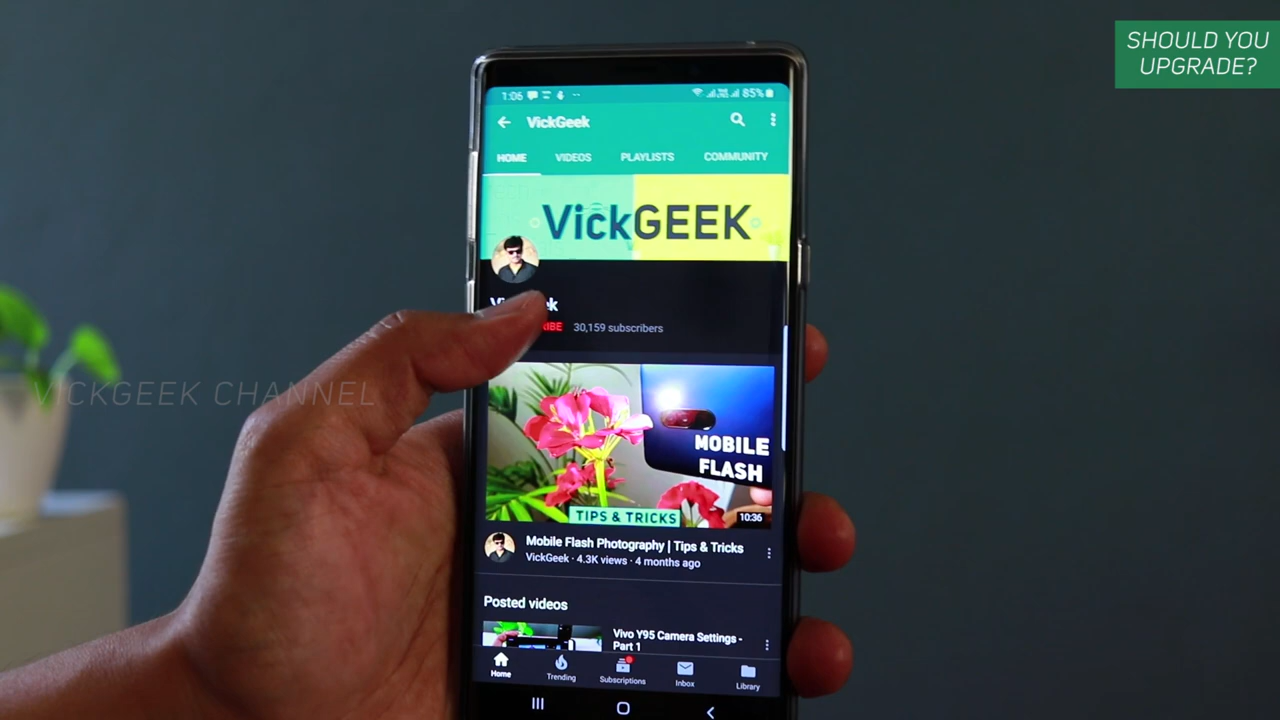 SHOULD YOU
UPGRADE?
1:06
85%
VickGeek
HOME VIDEOS PLAYLISTS COMMUNITY
VickGEEK
30,159 subscribers
VICKGEEK CHANNEL
MOBILE
FLASH
TIPS & TRICKS
10:36
Mobile Flash Photography | Tips & Tricks
VickGeek · 4.3K views · 4 months ago
Posted videos
Vivo Y95 Camera Settings -
Part 1
Home Trending Subscriptions Inbox Library